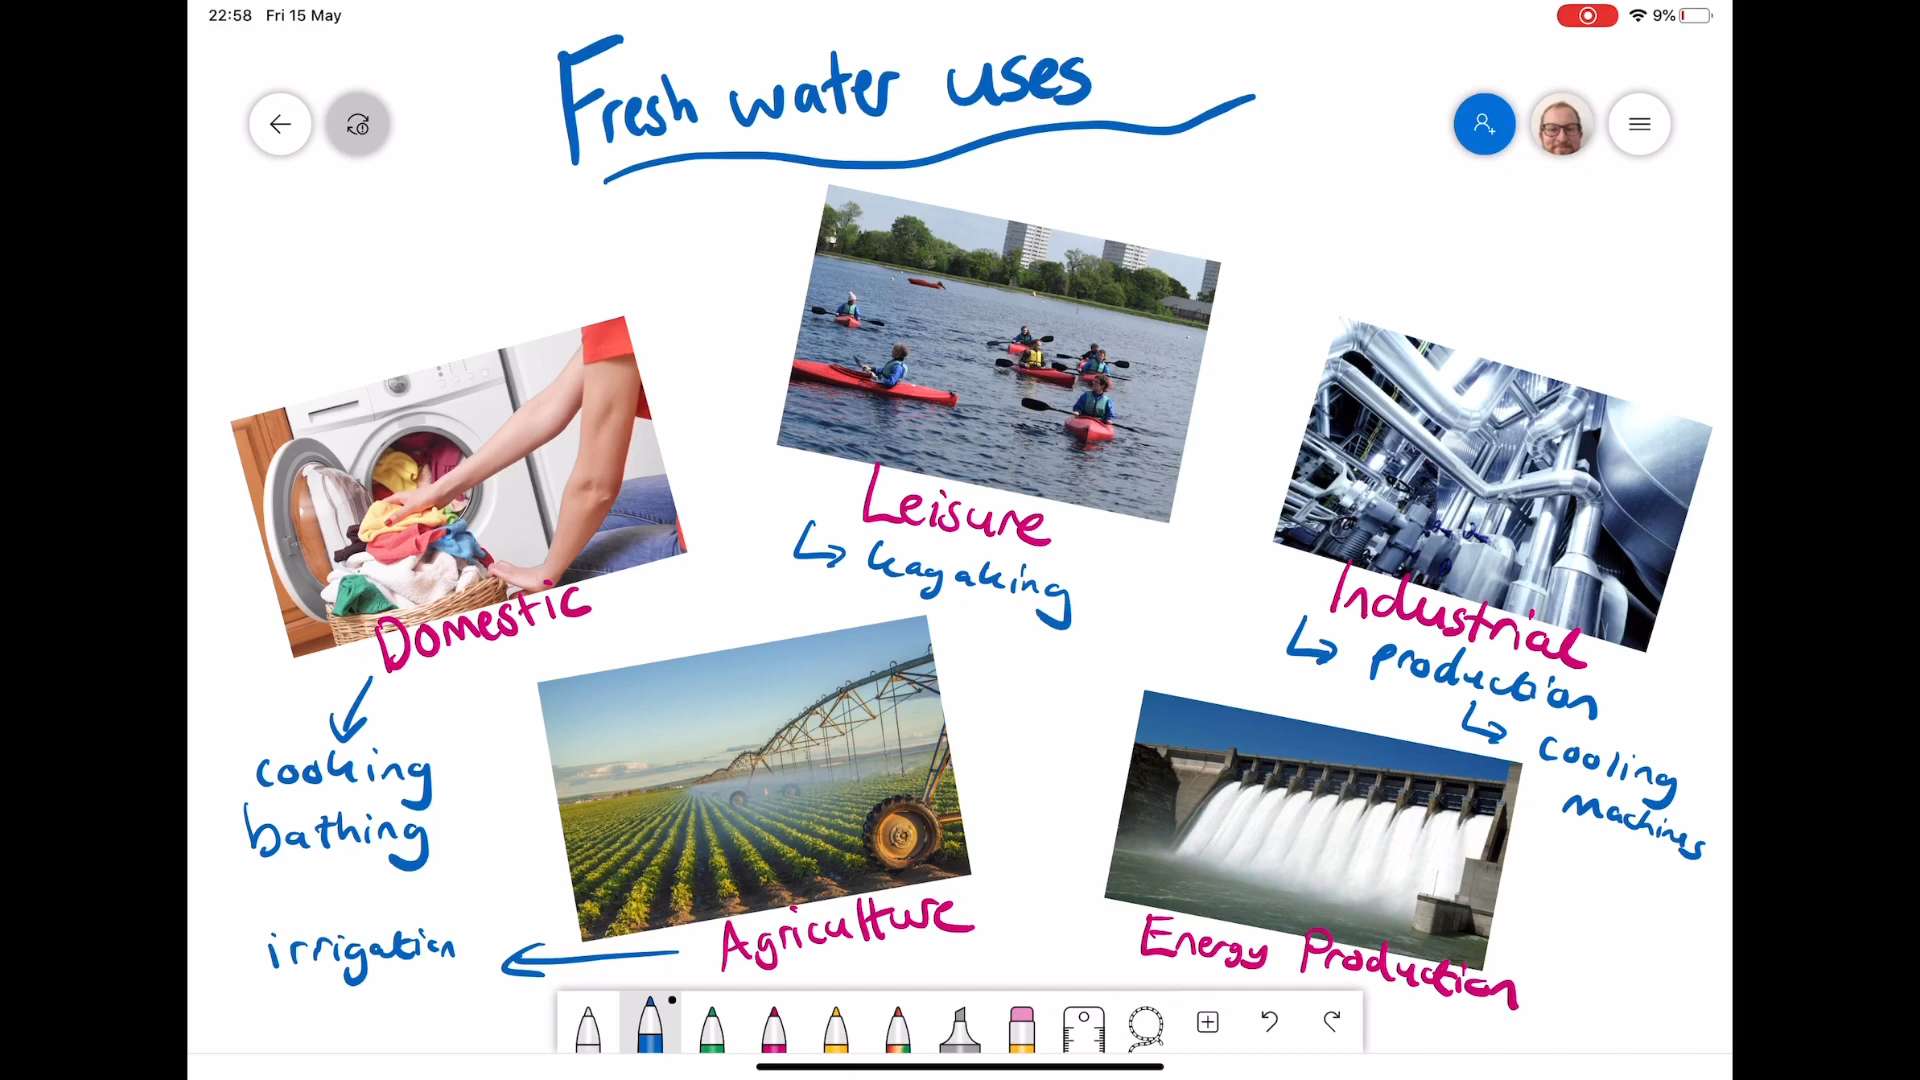 22:58 Fri 15 May
9%
Fresh water uses
Leisure
↳ kayaking
Domestic
cooking
bathing
Industrial
↳ production
↳ cooling
machines
Agriculture
irrigation
Energy Production